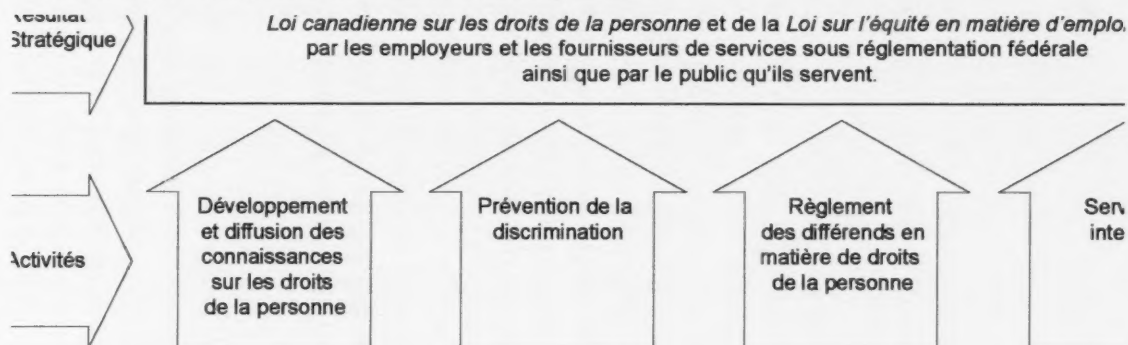 Résultat
Stratégique
Loi canadienne sur les droits de la personne et de la Loi sur l'équité en matière d'emplo
par les employeurs et les fournisseurs de services sous réglementation fédérale
ainsi que par le public qu'ils servent.
Activités
Développement
et diffusion des
connaissances
sur les droits
de la personne
Prévention de la
discrimination
Règlement
des différends en
matière de droits
de la personne
Serv
inte